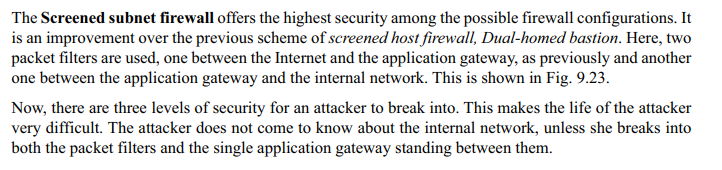 The Screened subnet firewall offers the highest security among the possible firewall configurations. It
is an improvement over the previous scheme of screened host firewall, Dual-homed bastion. Here, two
packet filters are used, one between the Internet and the application gateway, as previously and another
one between the application gateway and the internal network. This is shown in Fig. 9.23.
Now, there are three levels of security for an attacker to break into. This makes the life of the attacker
very difficult. The attacker does not come to know about the internal network, unless she breaks into
both the packet filters and the single application gateway standing between them.